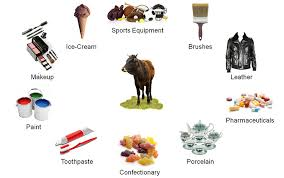 Sports Equipment
Ice-Cream
Brushes
Makeup
Leather
Paint
Pharmaceuticals
Toothpaste
Confectionary
Porcelain